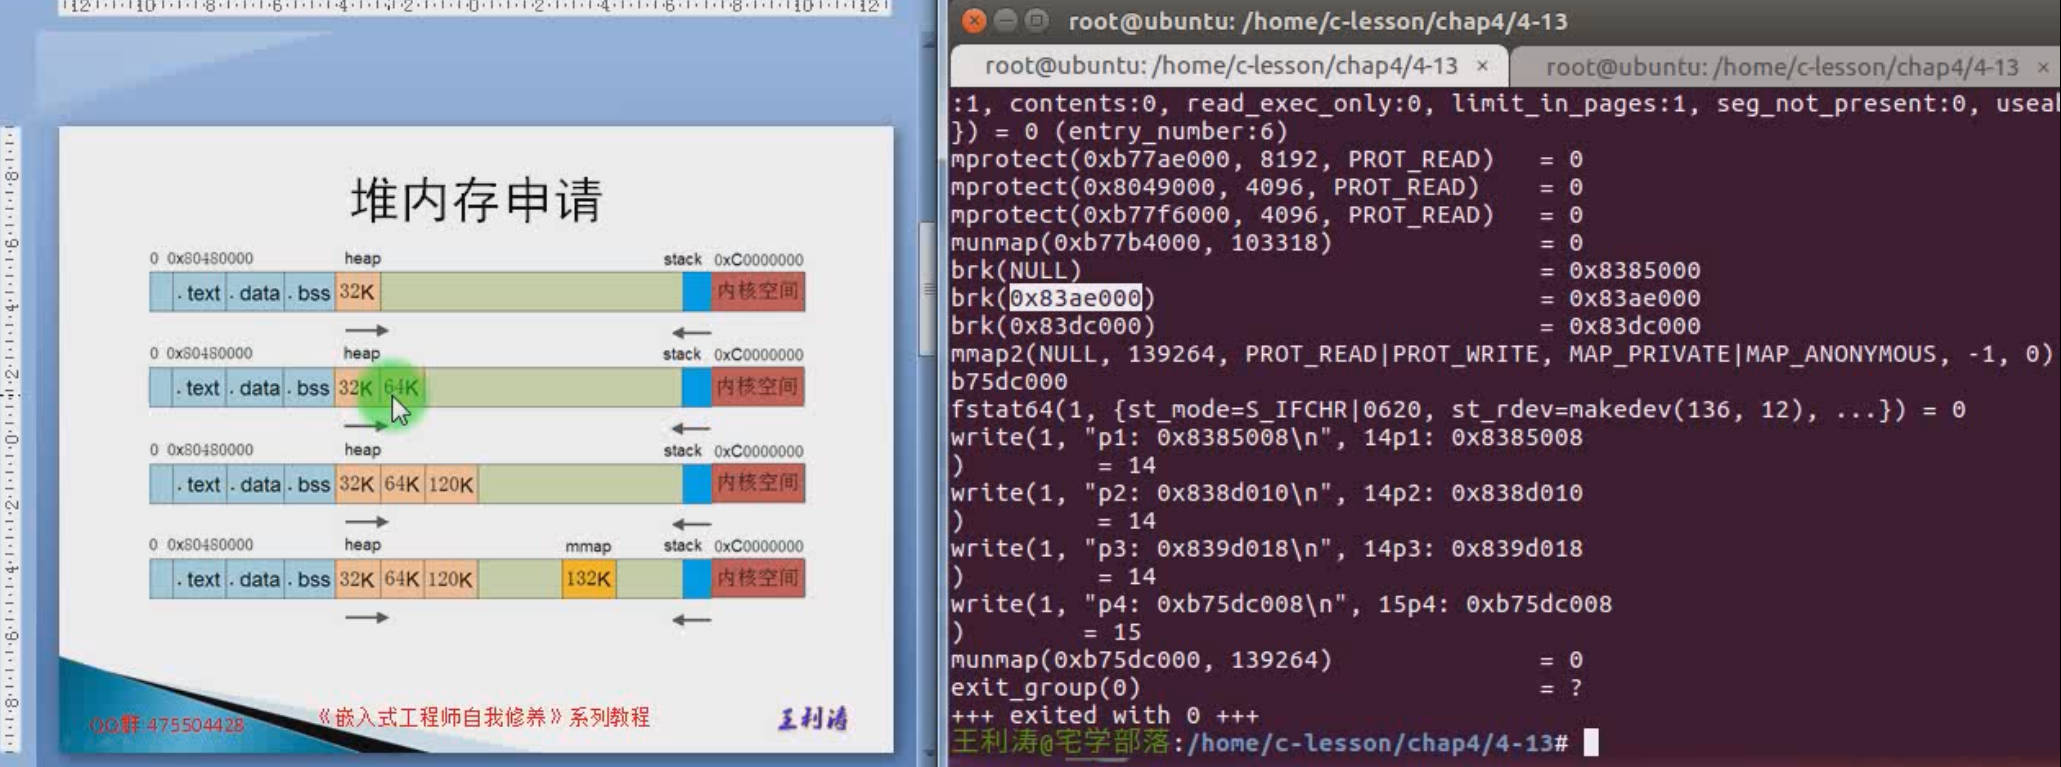 堆内存申请
0 0x80480000 heap stack 0xC0000000
.text .data .bss 32K 内核空间
0 0x80480000 heap stack 0xC0000000
.text .data .bss 32K 64K 内核空间
0 0x80480000 heap stack 0xC0000000
.text .data .bss 32K 64K 120K 内核空间
0 0x80480000 heap mmap stack 0xC0000000
.text .data .bss 32K 64K 120K 132K 内核空间
QQ群:475504428
《嵌入式工程师自我修养》系列教程
王利涛
root@ubuntu: /home/c-lesson/chap4/4-13
root@ubuntu: /home/c-lesson/chap4/4-13 × root@ubuntu: /home/c-lesson/chap4/4-13 ×
:1, contents:0, read_exec_only:0, limit_in_pages:1, seg_not_present:0, useal
}) = 0 (entry_number:6)
mprotect(0xb77ae000, 8192, PROT_READ) = 0
mprotect(0x8049000, 4096, PROT_READ) = 0
mprotect(0xb77f6000, 4096, PROT_READ) = 0
munmap(0xb77b4000, 103318) = 0
brk(NULL) = 0x8385000
brk(0x83ae000) = 0x83ae000
brk(0x83dc000) = 0x83dc000
mmap2(NULL, 139264, PROT_READ|PROT_WRITE, MAP_PRIVATE|MAP_ANONYMOUS, -1, 0)
b75dc000
fstat64(1, {st_mode=S_IFCHR|0620, st_rdev=makedev(136, 12), ...}) = 0
write(1, "p1: 0x8385008\n", 14p1: 0x8385008
) = 14
write(1, "p2: 0x838d010\n", 14p2: 0x838d010
) = 14
write(1, "p3: 0x839d018\n", 14p3: 0x839d018
) = 14
write(1, "p4: 0xb75dc008\n", 15p4: 0xb75dc008
) = 15
munmap(0xb75dc000, 139264) = 0
exit_group(0) = ?
+++ exited with 0 +++
王利涛@宅学部落:/home/c-lesson/chap4/4-13#